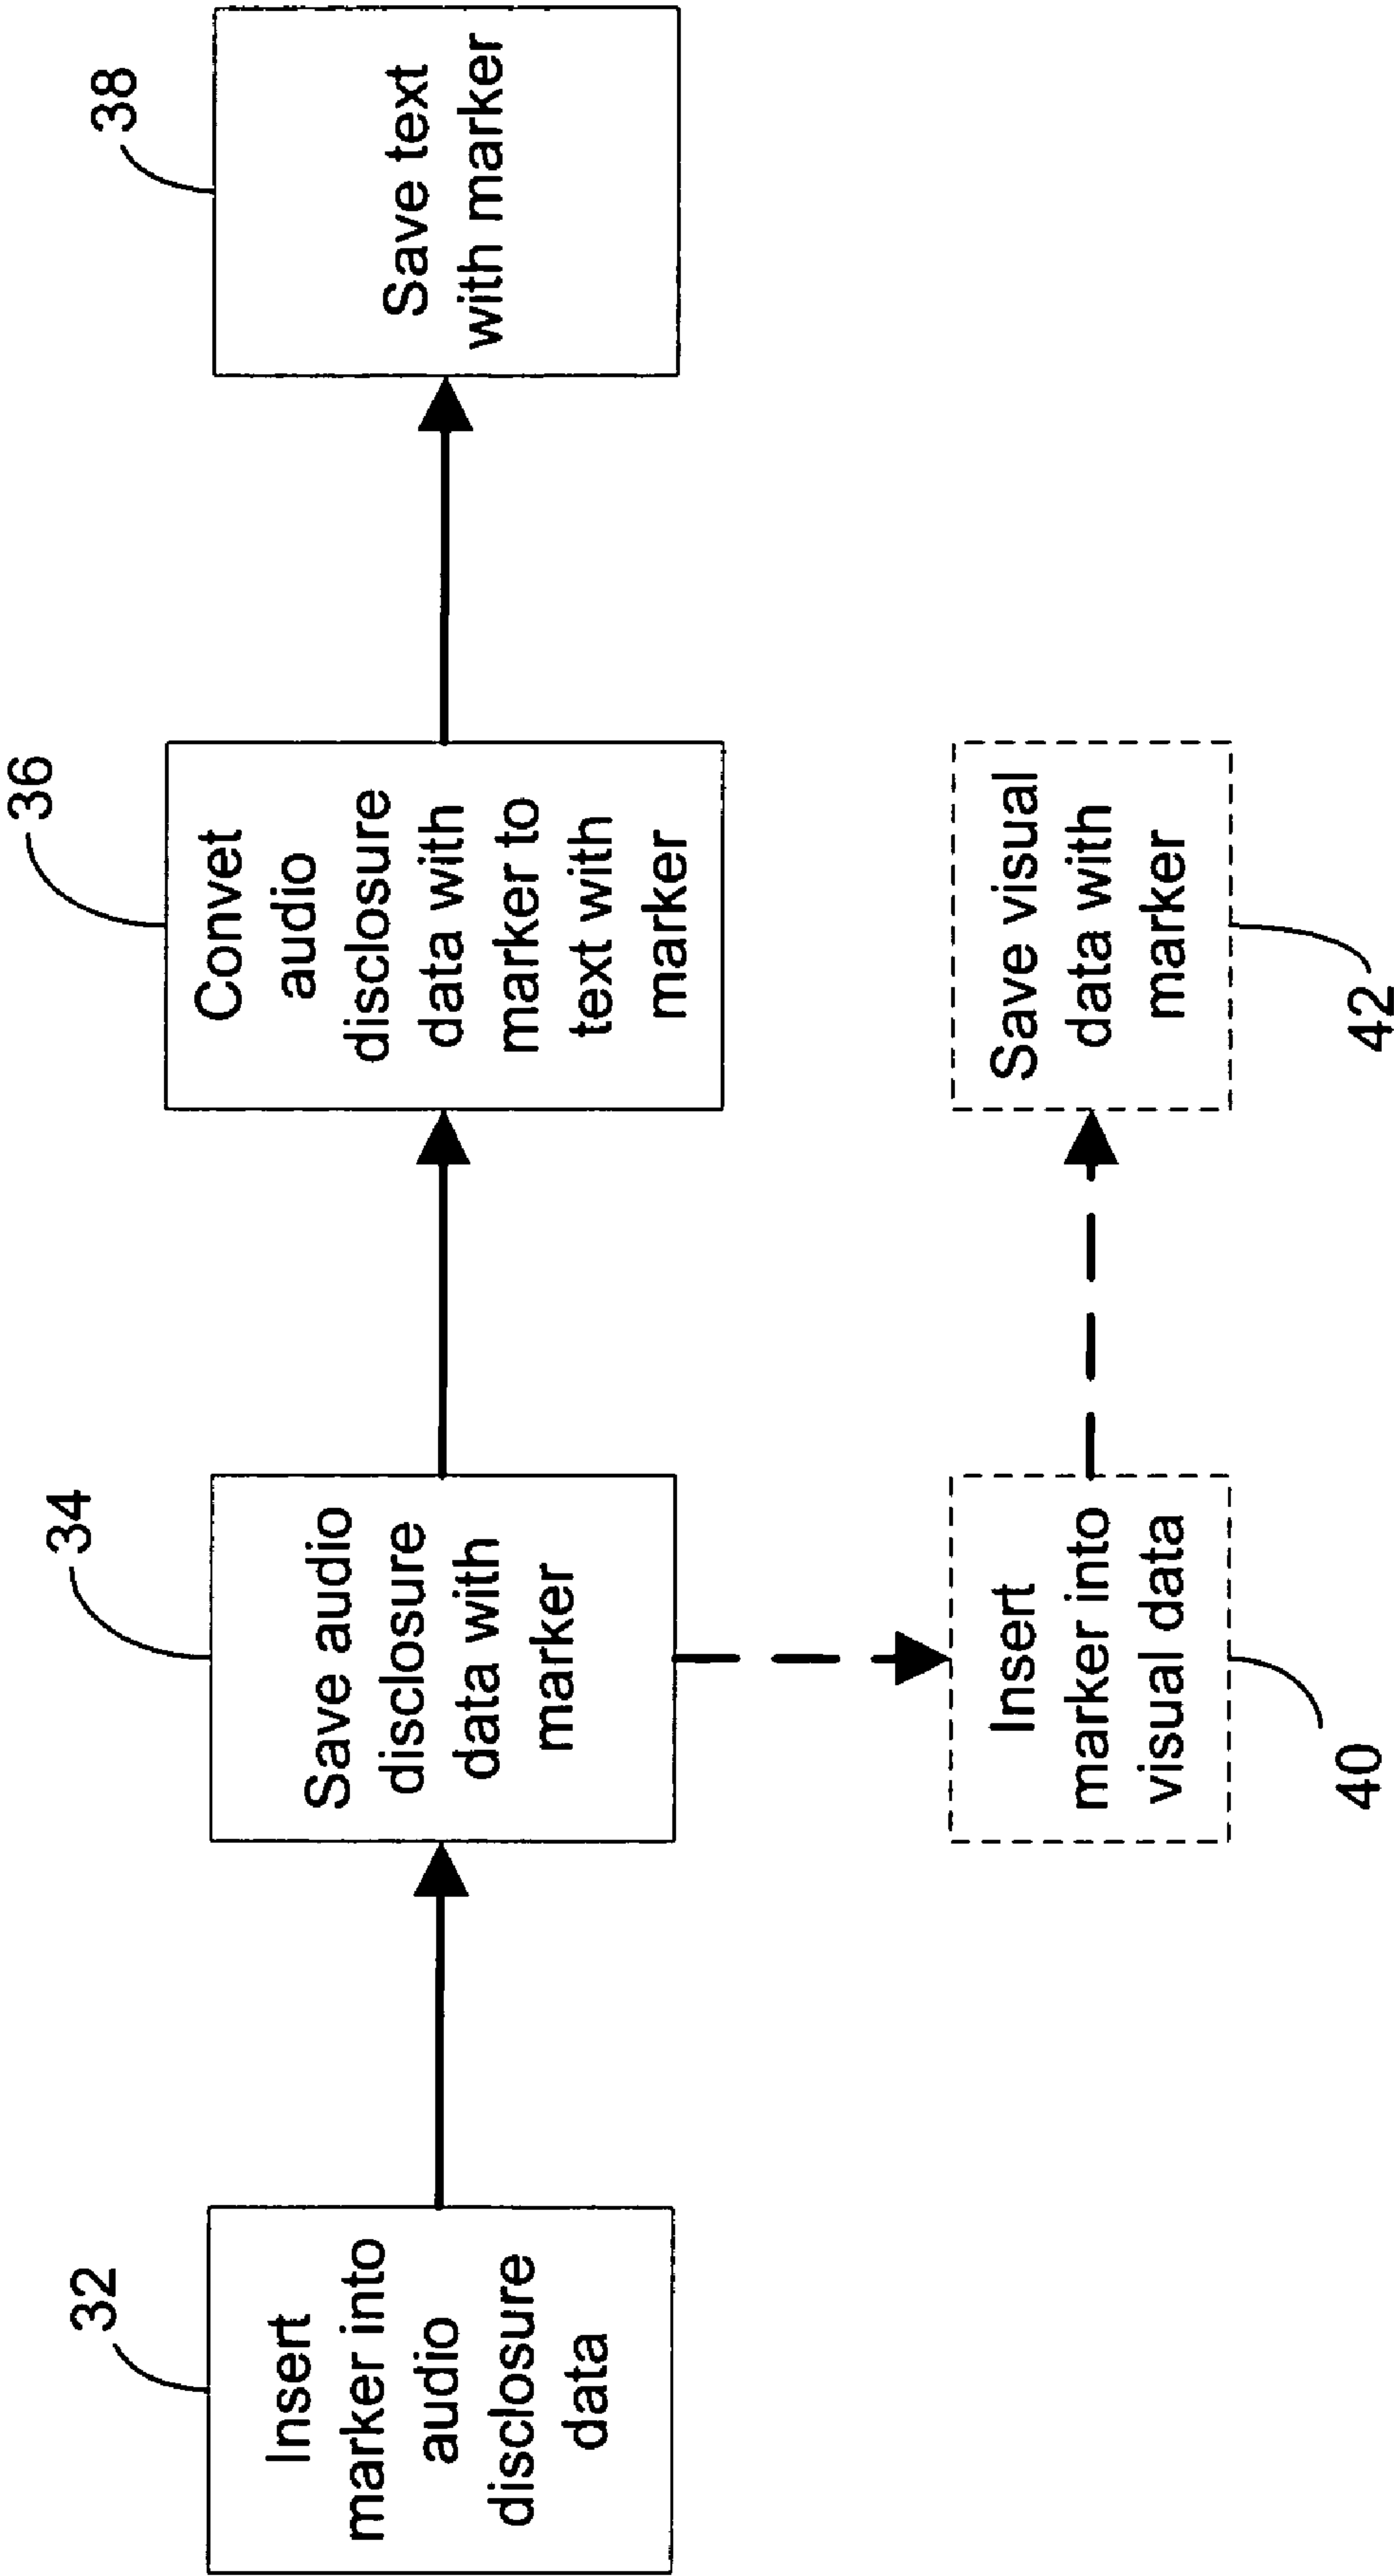 32
Insert
marker into
audio
disclosure
data
34
Save audio
disclosure
data with
marker
36
Convet
audio
disclosure
data with
marker to
text with
marker
38
Save text
with marker
Insert
marker into
visual data
40
Save visual
data with
marker
42